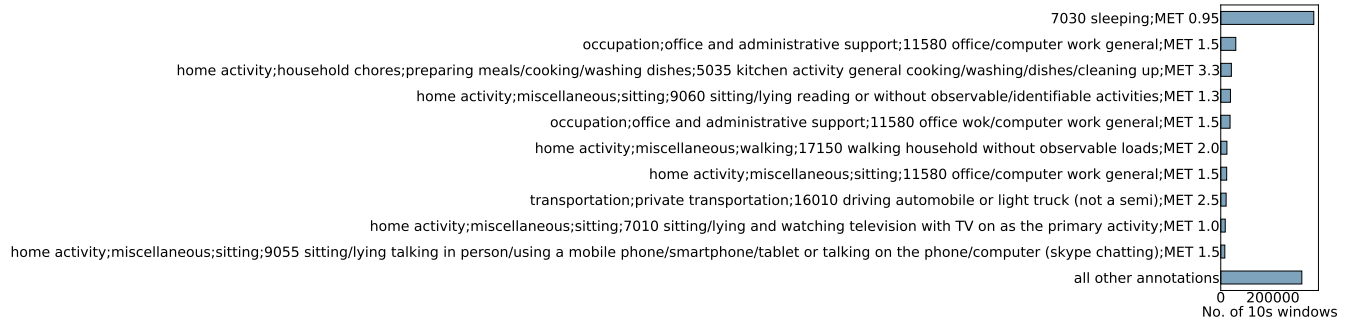 7030 sleeping;MET 0.95
occupation;office and administrative support;11580 office/computer work general;MET 1.5
home activity;household chores;preparing meals/cooking/washing dishes;5035 kitchen activity general cooking/washing/dishes/cleaning up;MET 3.3
home activity;miscellaneous;sitting;9060 sitting/lying reading or without observable/identifiable activities;MET 1.3
occupation;office and administrative support;11580 office wok/computer work general;MET 1.5
home activity;miscellaneous;walking;17150 walking household without observable loads;MET 2.0
home activity;miscellaneous;sitting;11580 office/computer work general;MET 1.5
transportation;private transportation;16010 driving automobile or light truck (not a semi);MET 2.5
home activity;miscellaneous;sitting;7010 sitting/lying and watching television with TV on as the primary activity;MET 1.0
home activity;miscellaneous;sitting;9055 sitting/lying talking in person/using a mobile phone/smartphone/tablet or talking on the phone/computer (skype chatting);MET 1.5
all other annotations
0 200000
No. of 10s windows